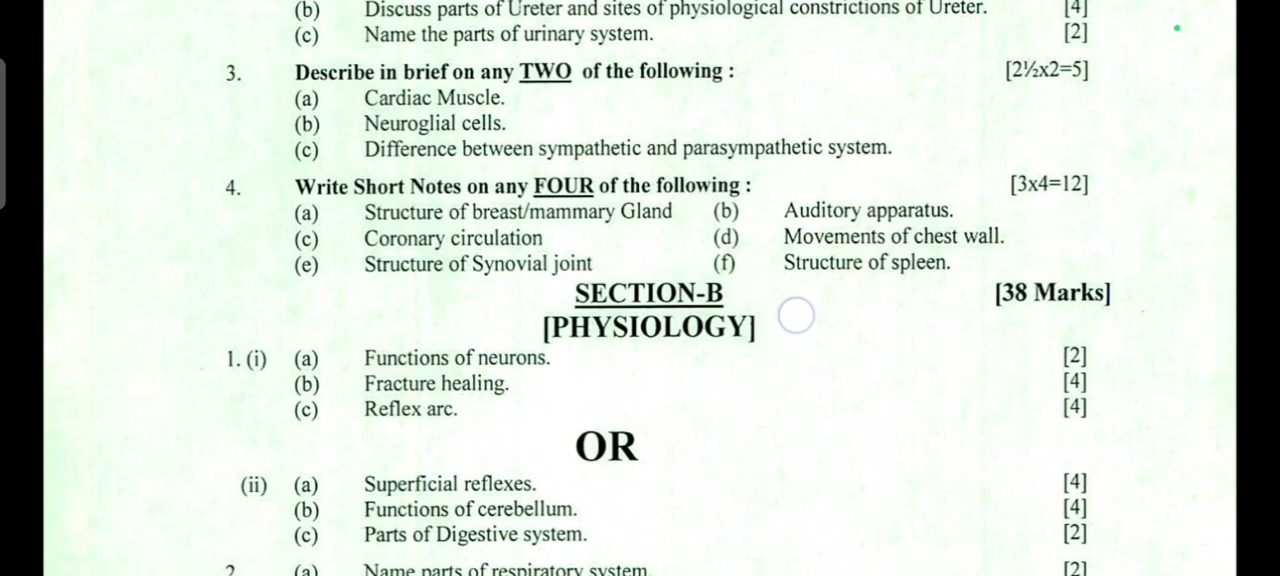 (b) Discuss parts of Ureter and sites of physiological constrictions of Ureter. [4]
(c) Name the parts of urinary system. [2]
3. Describe in brief on any TWO of the following : [2½x2=5]
(a) Cardiac Muscle.
(b) Neuroglial cells.
(c) Difference between sympathetic and parasympathetic system.
4. Write Short Notes on any FOUR of the following : [3x4=12]
(a) Structure of breast/mammary Gland (b) Auditory apparatus.
(c) Coronary circulation (d) Movements of chest wall.
(e) Structure of Synovial joint (f) Structure of spleen.
SECTION-B [38 Marks]
[PHYSIOLOGY]
1. (i) (a) Functions of neurons. [2]
(b) Fracture healing. [4]
(c) Reflex arc. [4]
OR
(ii) (a) Superficial reflexes. [4]
(b) Functions of cerebellum. [4]
(c) Parts of Digestive system. [2]
2. (a) Name parts of respiratory system. [2]